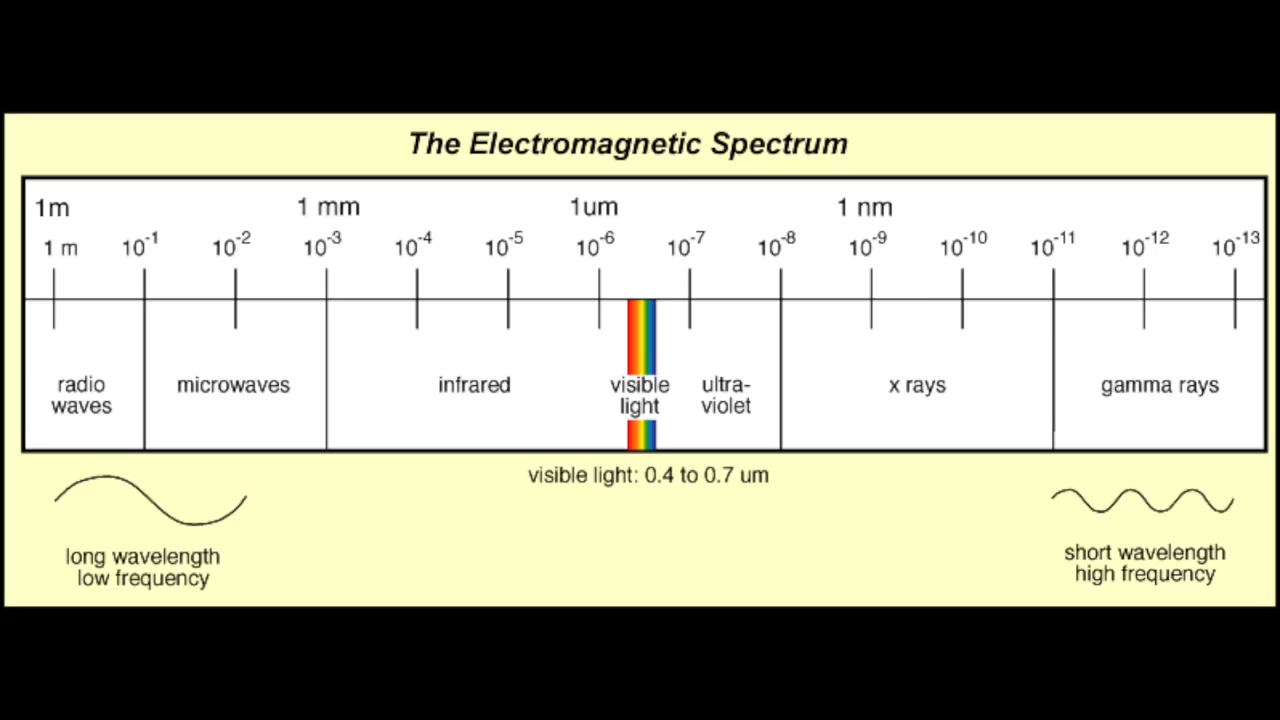 The Electromagnetic Spectrum
1m 1 mm 1um 1 nm
1 m 10⁻¹ 10⁻² 10⁻³ 10⁻⁴ 10⁻⁵ 10⁻⁶ 10⁻⁷ 10⁻⁸ 10⁻⁹ 10⁻¹⁰ 10⁻¹¹ 10⁻¹² 10⁻¹³
radio
waves
microwaves
infrared
visible
light
ultra-
violet
x rays
gamma rays
visible light: 0.4 to 0.7 um
long wavelength
low frequency
short wavelength
high frequency